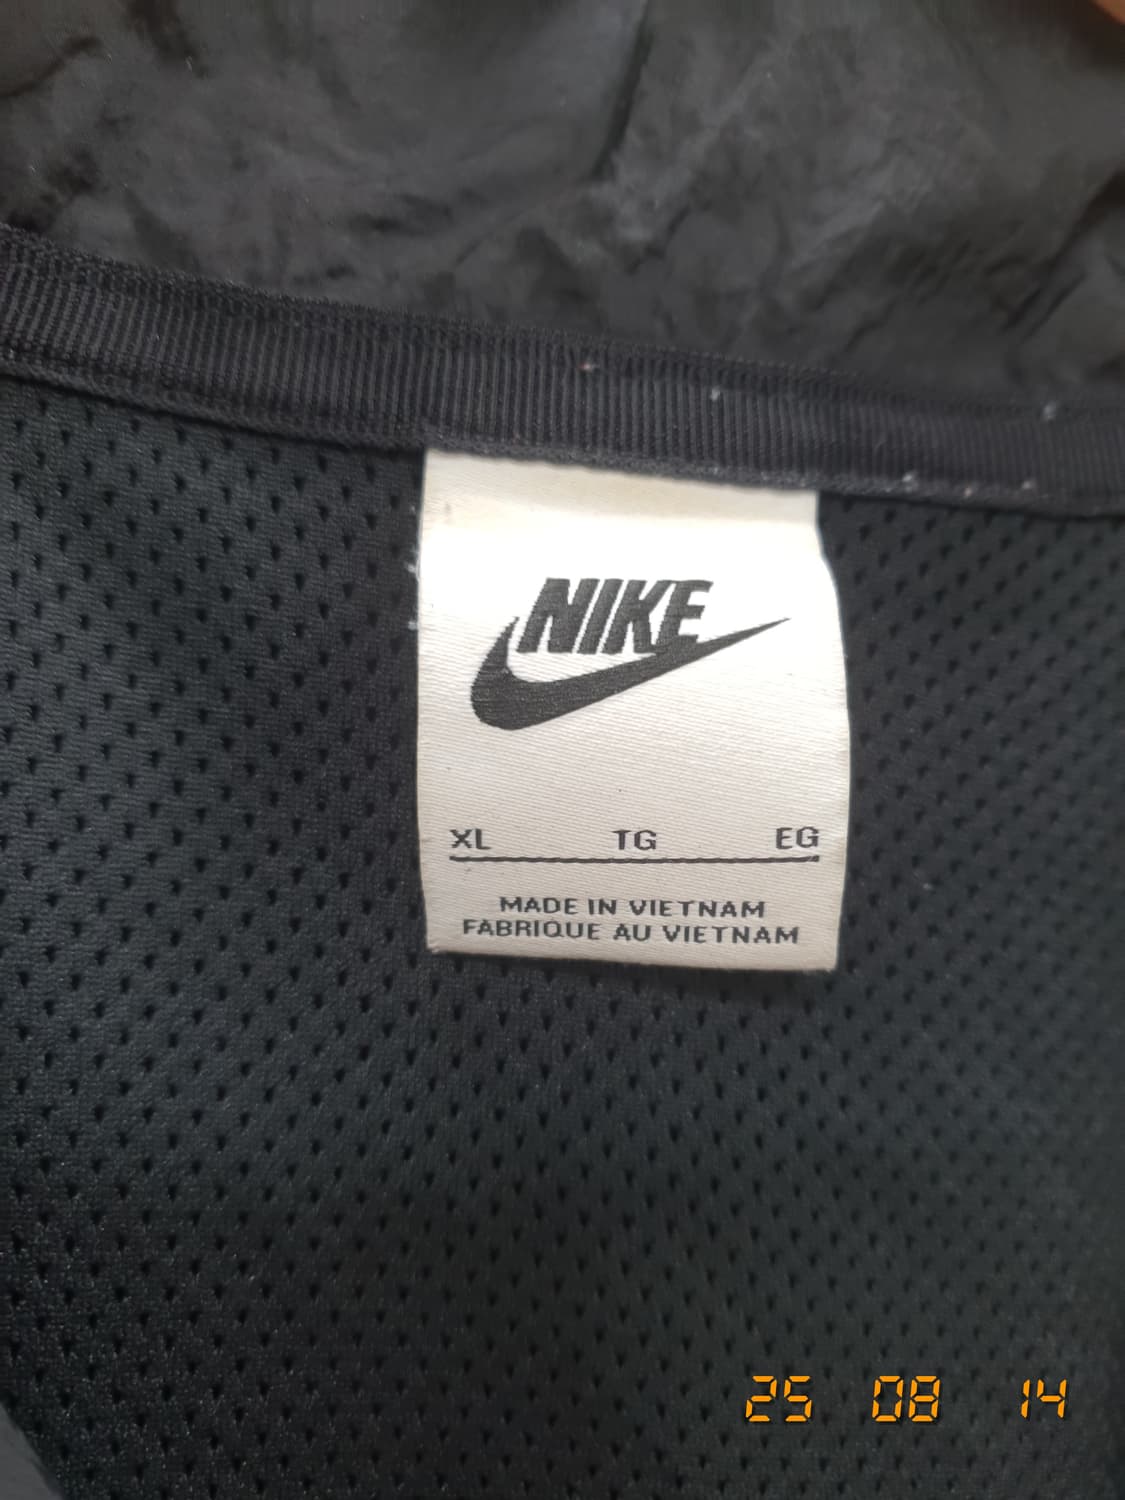 NIKE
XL TG EG
MADE IN VIETNAM
FABRIQUE AU VIETNAM
25 08 14